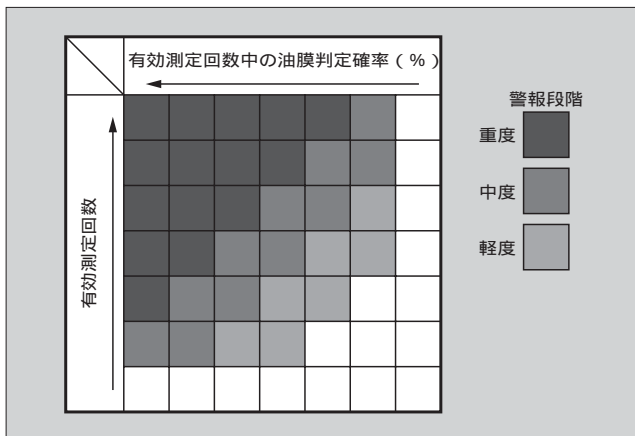 有効測定回数中の油膜判定確率(%)
有効測定回数
警報段階
重度
中度
軽度